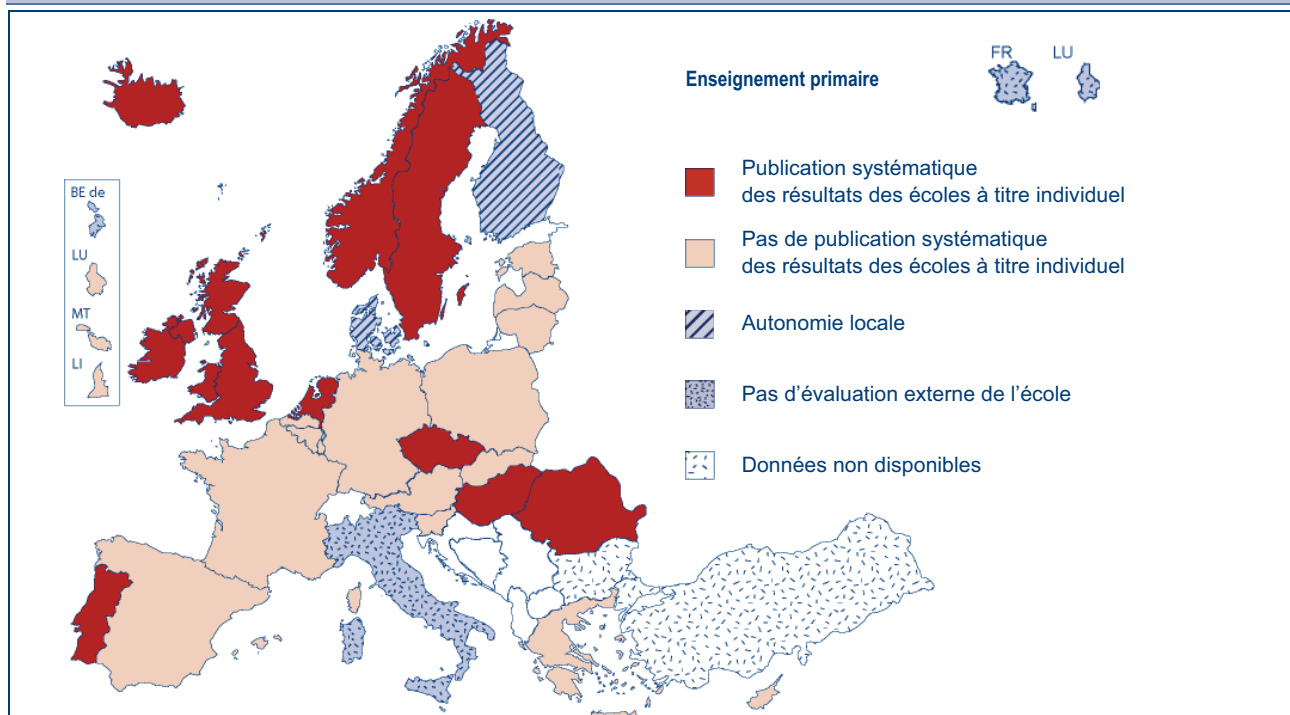 Enseignement primaire
FR
LU
Publication systématique
des résultats des écoles à titre individuel
Pas de publication systématique
des résultats des écoles à titre individuel
Autonomie locale
Pas d'évaluation externe de l'école
Données non disponibles
BE de
LU
MT
LI